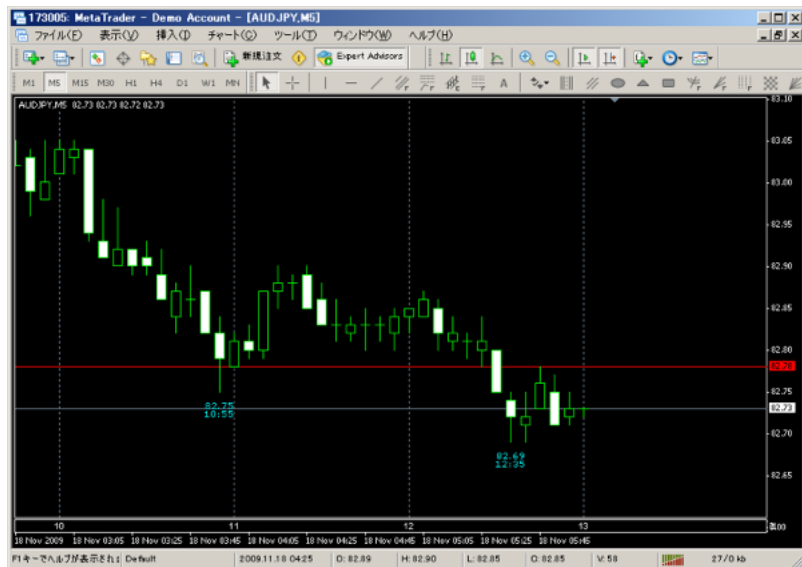 173005: MetaTrader - Demo Account - [AUDJPY,M5]
ファイル(F) 表示(V) 挿入(I) チャート(C) ツール(T) ウィンドウ(W) ヘルプ(H)
新規注文 Expert Advisors
M1 M5 M15 M30 H1 H4 D1 W1 MN A
AUDJPY,M5 82.73 82.73 82.72 82.73
83.10
83.05
83.00
82.95
82.90
82.85
82.80
82.78
82.75
82.73
82.70
82.65
82.75
10:55
82.69
12:35
10 11 12 13
18 Nov 2009 18 Nov 03:05 18 Nov 03:25 18 Nov 03:45 18 Nov 04:05 18 Nov 04:25 18 Nov 04:45 18 Nov 05:05 18 Nov 05:25 18 Nov 05:45
F1キーでヘルプが表示されま Default 2009.11.18 04:25 O: 82.89 H: 82.90 L: 82.85 C: 82.85 V: 58 27/0 kb